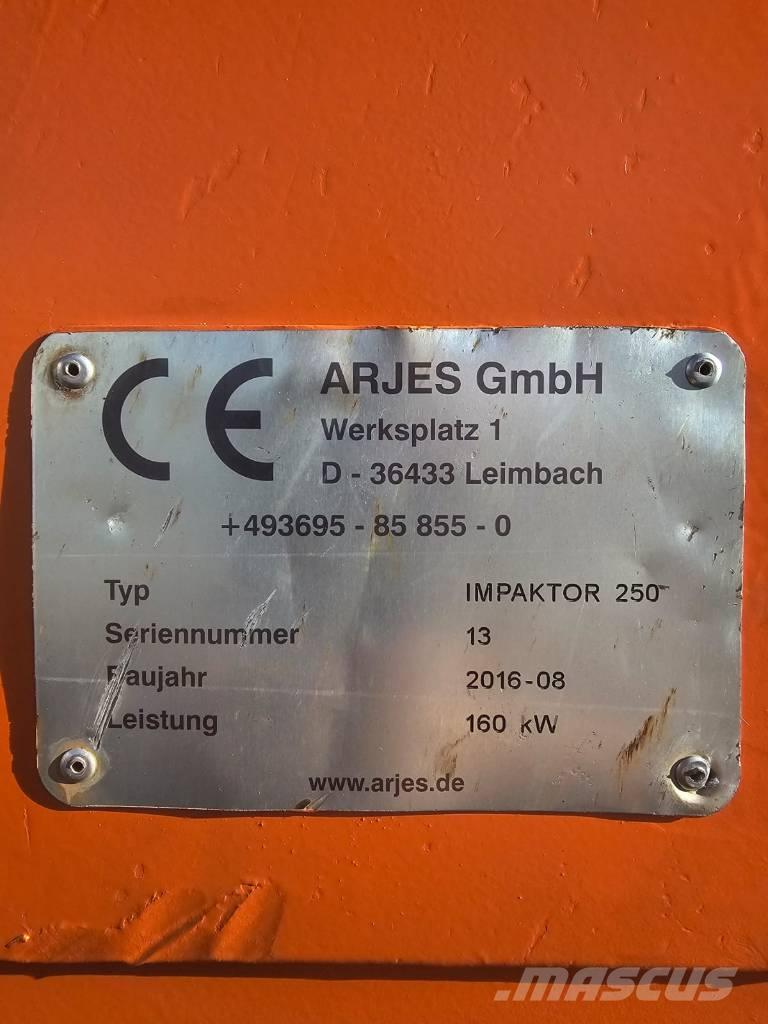 CE
ARJES GmbH
Werksplatz 1
D - 36433 Leimbach
+493695 - 85 855 - 0
Typ IMPAKTOR 250
Seriennummer 13
Baujahr 2016-08
Leistung 160 kW
www.arjes.de
MASCUS